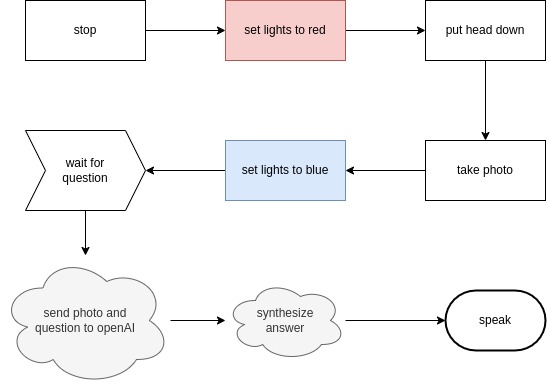 stop
set lights to red
put head down
take photo
set lights to blue
wait for
question
send photo and
question to openAI
synthesize
answer
speak